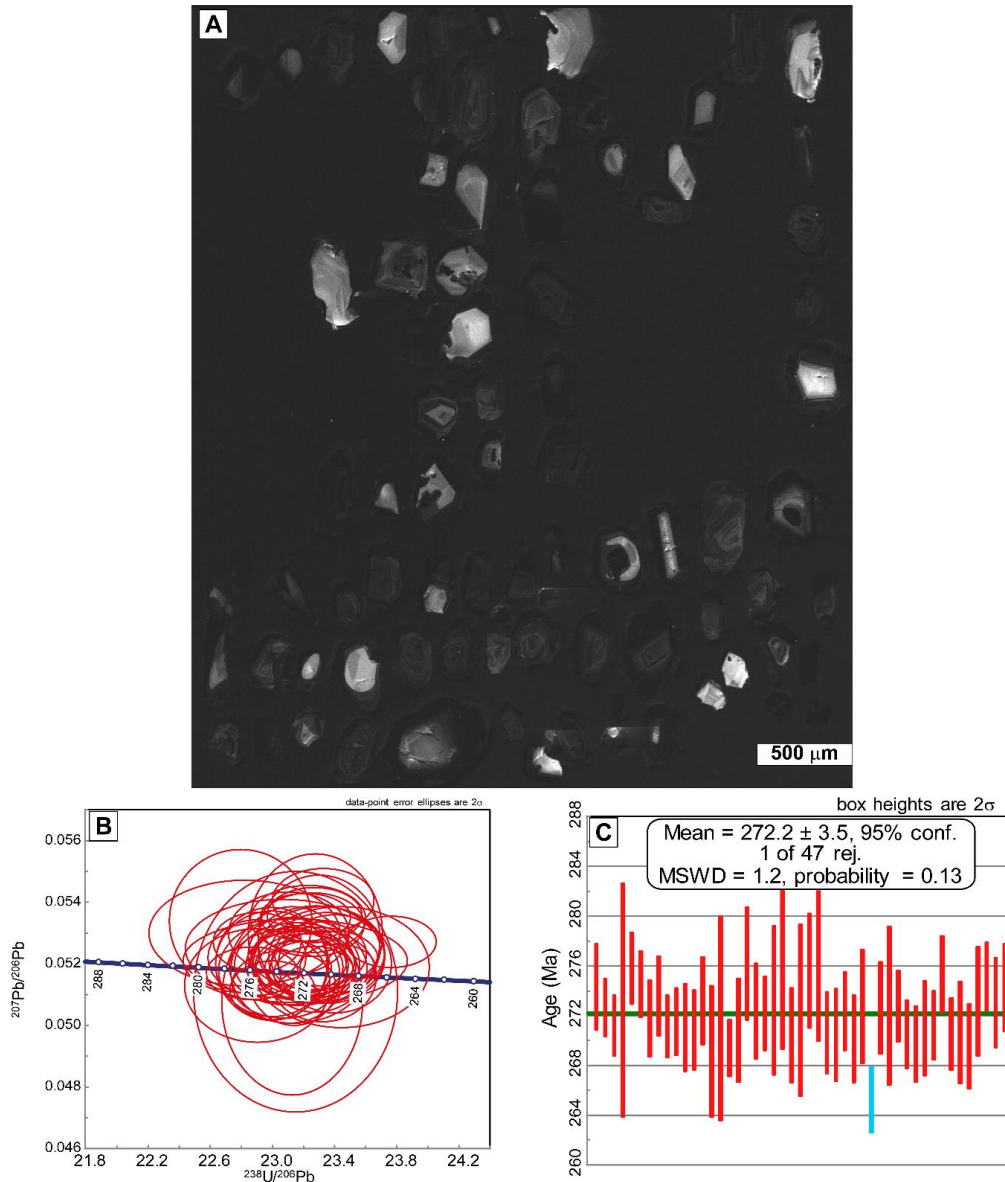 A
500 µm
data-point error ellipses are 2σ
B
0.056
0.054
0.052
0.050
0.048
0.046
207Pb/206Pb
288
284
280
276
272
268
264
260
21.8
22.2
22.6
23.0
23.4
23.8
24.2
238U/206Pb
box heights are 2σ
C
Mean = 272.2 ± 3.5, 95% conf.
1 of 47 rej.
MSWD = 1.2, probability = 0.13
288
284
280
276
272
268
264
260
Age (Ma)